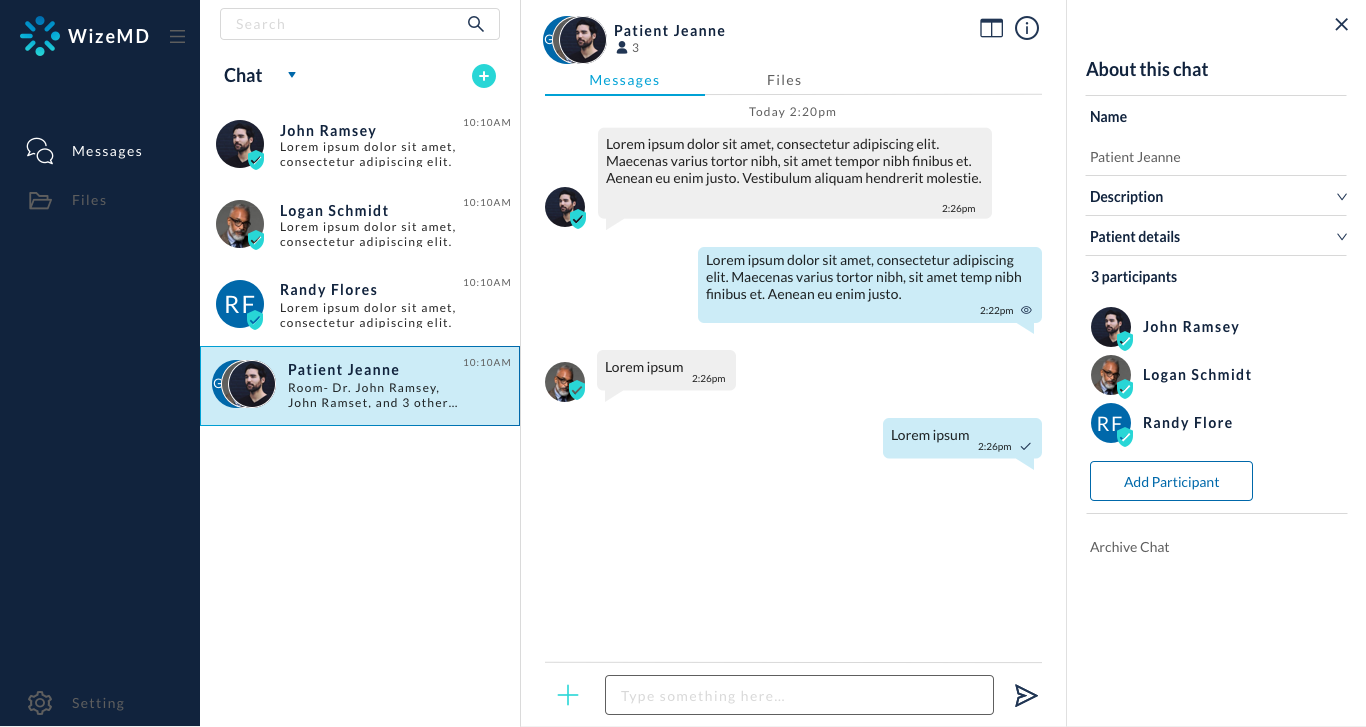 WizeMD
Messages
Files
Setting
Search
Chat
John Ramsey
10:10AM
Lorem ipsum dolor sit amet,
consectetur adipiscing elit.
Logan Schmidt
10:10AM
Lorem ipsum dolor sit amet,
consectetur adipiscing elit.
RF
Randy Flores
10:10AM
Lorem ipsum dolor sit amet,
consectetur adipiscing elit.
G
Patient Jeanne
10:10AM
Room- Dr. John Ramsey,
John Ramset, and 3 other...
G
Patient Jeanne
3
Messages
Files
Today 2:20pm
Lorem ipsum dolor sit amet, consectetur adipiscing elit.
Maecenas varius tortor nibh, sit amet tempor nibh finibus et.
Aenean eu enim justo. Vestibulum aliquam hendrerit molestie.
2:26pm
Lorem ipsum dolor sit amet, consectetur adipiscing
elit. Maecenas varius tortor nibh, sit amet temp nibh
finibus et. Aenean eu enim justo.
2:22pm
Lorem ipsum
2:26pm
Lorem ipsum
2:26pm
Type something here...
About this chat
Name
Patient Jeanne
Description
Patient details
3 participants
John Ramsey
Logan Schmidt
RF
Randy Flore
Add Participant
Archive Chat